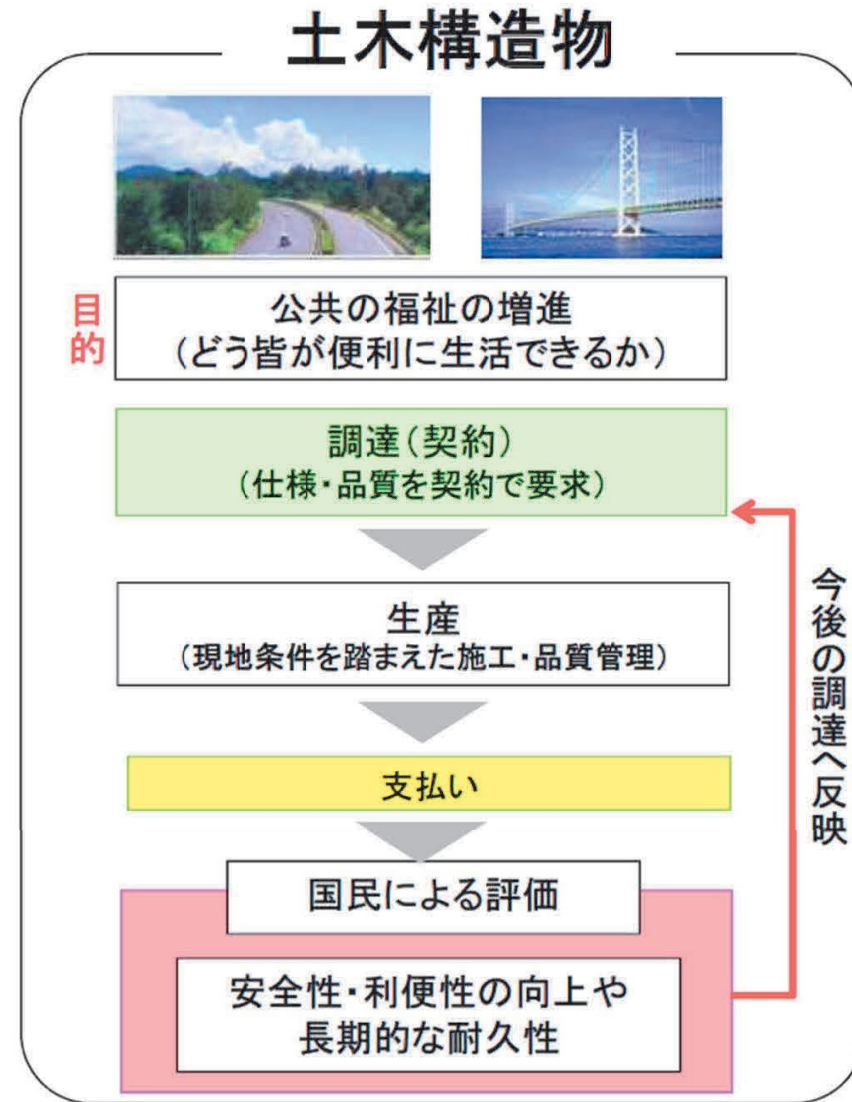 土木構造物
目的
公共の福祉の増進
（どう皆が便利に生活できるか）
調達（契約）
（仕様・品質を契約で要求）
生産
（現地条件を踏まえた施工・品質管理）
支払い
国民による評価
安全性・利便性の向上や
長期的な耐久性
今後の調達へ反映